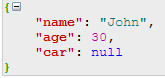 {
"name": "John",
"age": 30,
"car": null
}